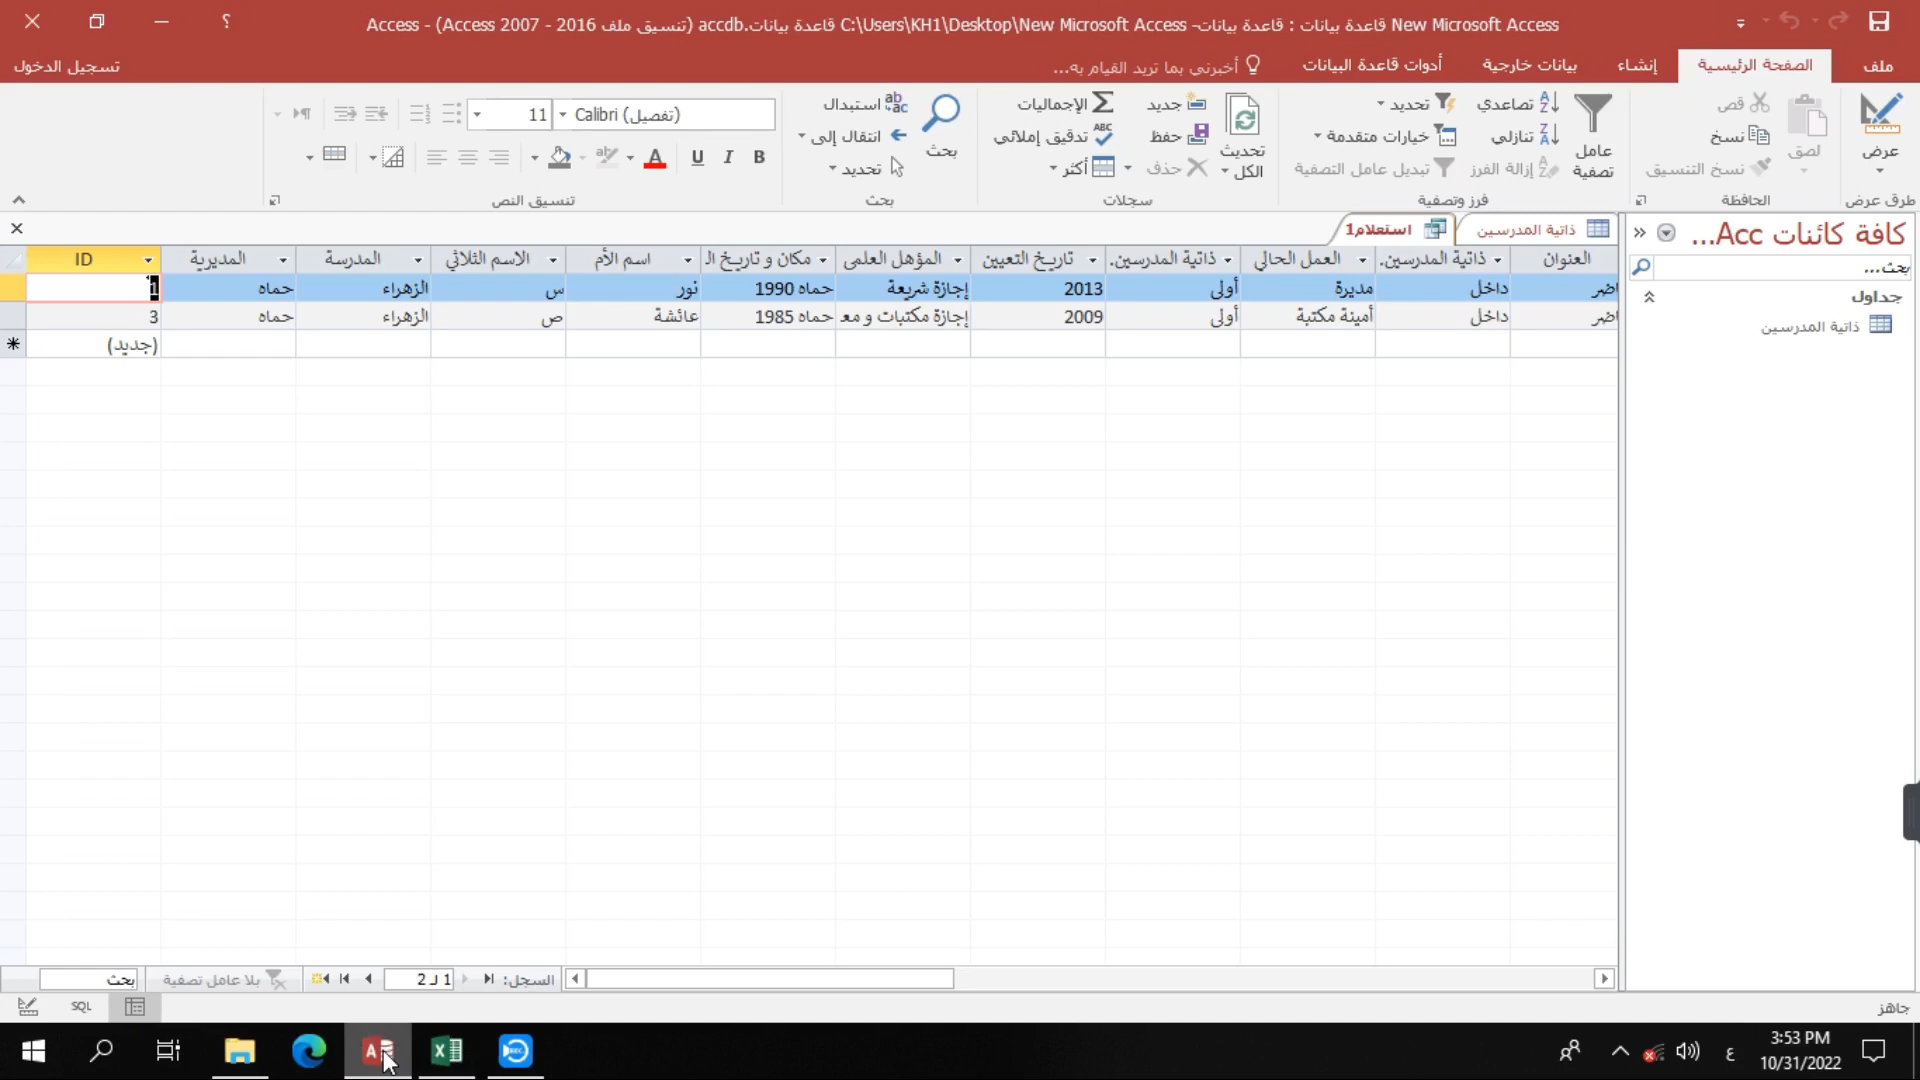 New Microsoft Access قاعدة بيانات : قاعدة بيانات- C:\Users\KH1\Desktop\New Microsoft Access قاعدة بيانات.accdb (تنسيق ملف Access 2007 - 2016) - Access
؟
ملف
الصفحة الرئيسية
إنشاء
بيانات خارجية
أدوات قاعدة البيانات
أخبرني بما تريد القيام به...
تسجيل الدخول
عرض
طرق عرض
لصق
قص
نسخ
نسخ التنسيق
الحافظة
عامل تصفية
تصاعدي
تنازلي
إزالة الفرز
تحديد
خيارات متقدمة
تبديل عامل التصفية
فرز وتصفية
تحديث الكل
جديد
حفظ
حذف
الإجماليات
تدقيق إملائي
أكثر
سجلات
بحث
استبدال
انتقال إلى
تحديد
بحث
Calibri (تفصيل)
11
B I U A
تنسيق النص
كافة كائنات Acc...
بحث...
جداول
ذاتية المدرسين
ذاتية المدرسين
استعلام1
ID المديرية المدرسة الاسم الثلاثي اسم الأم مكان و تاريخ ال المؤهل العلمي تاريخ التعيين ذاتية المدرسين. العمل الحالي ذاتية المدرسين. العنوان
1 حماه الزهراء س نور حماه 1990 إجازة شريعة 2013 أولى مديرة داخل اضر
3 حماه الزهراء ص عائشة حماه 1985 إجازة مكتبات و مع 2009 أولى أمينة مكتبة داخل اضر
(جديد)
السجل: 1 لـ 2
بلا عامل تصفية
بحث
جاهز
SQL
REC
ع
3:53 PM
10/31/2022